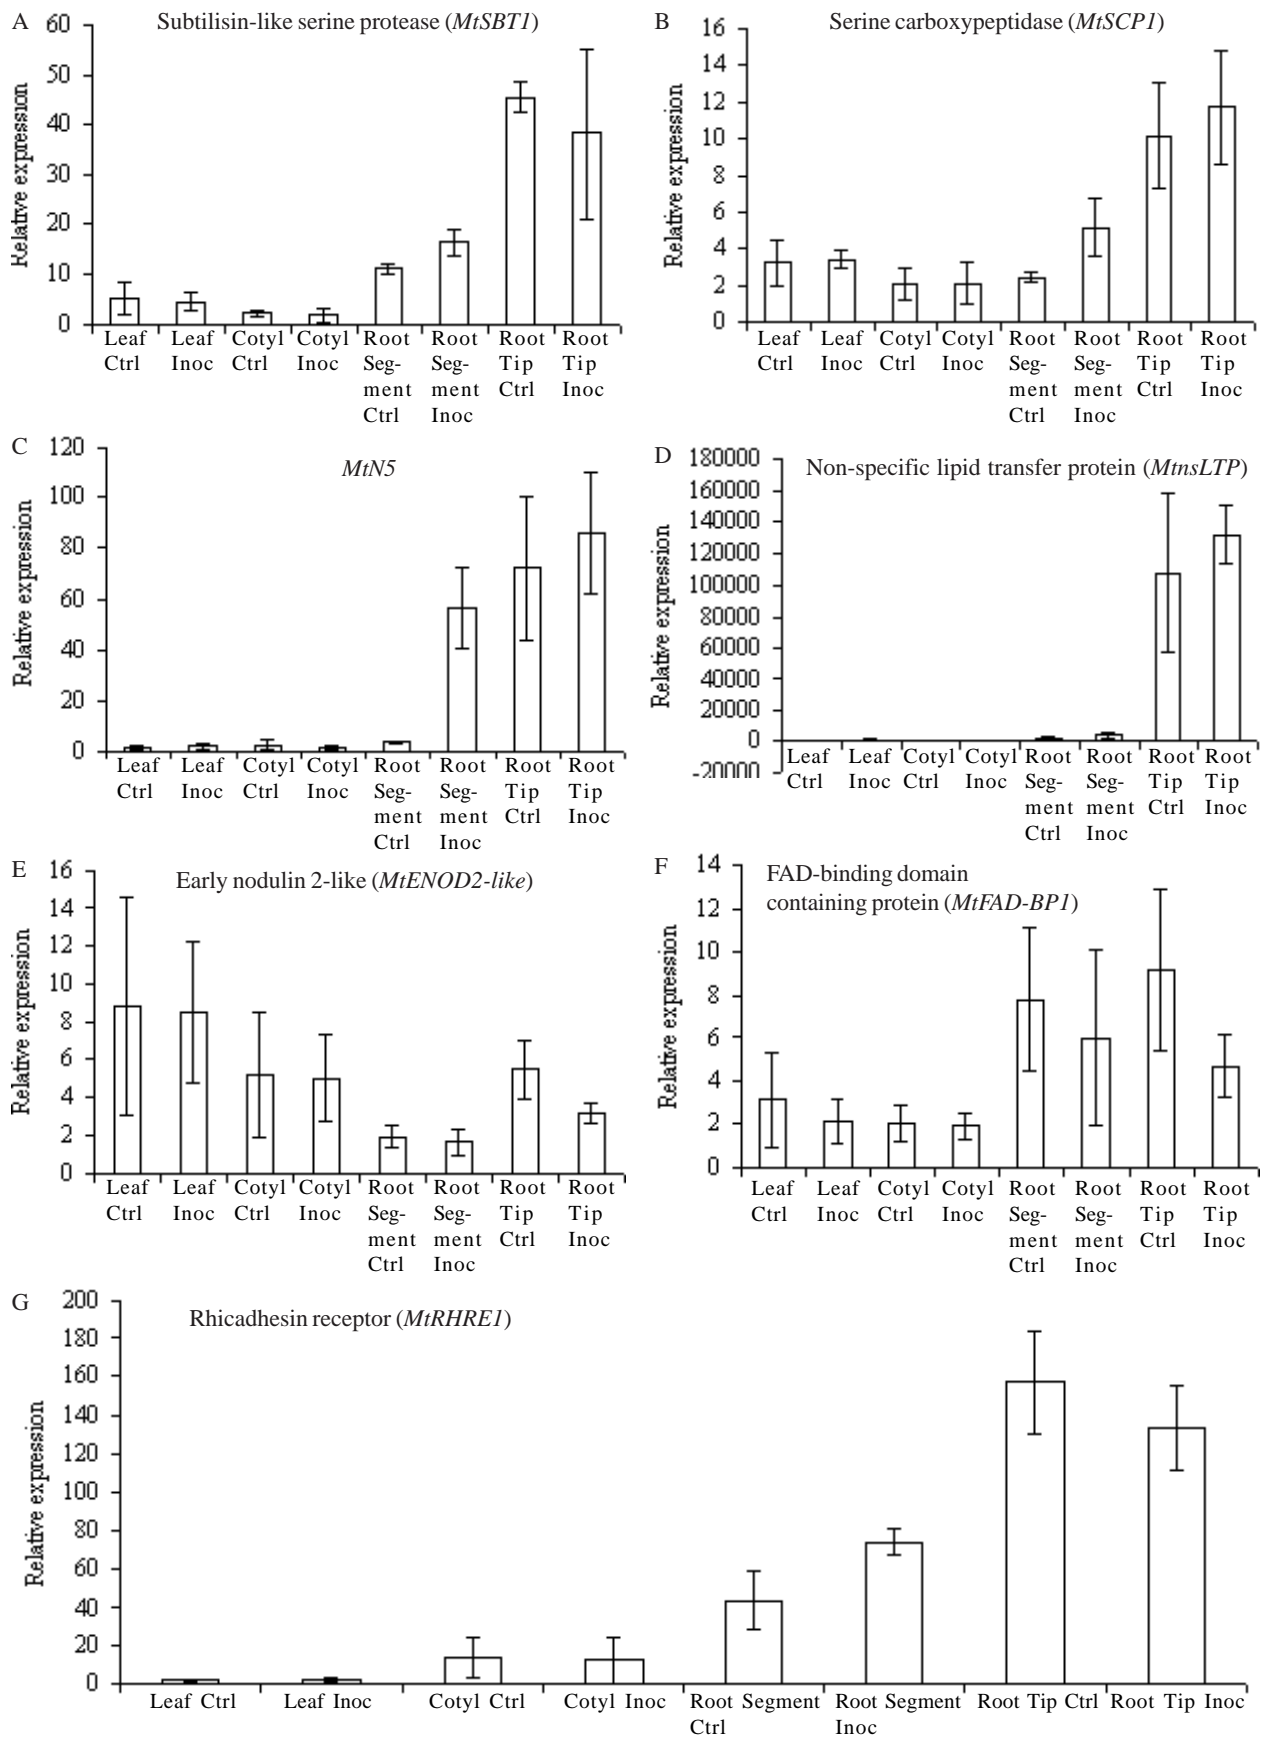 A
Subtilisin-like serine protease (MtSBT1)
Relative expression
60
50
40
30
20
10
0
Leaf Leaf Cotyl Cotyl Root Root Root Root
Ctrl Inoc Ctrl Inoc Seg- Seg- Tip Tip
ment ment Ctrl Inoc
Ctrl Inoc
B
Serine carboxypeptidase (MtSCP1)
Relative expression
16
14
12
10
8
6
4
2
0
Leaf Leaf Cotyl Cotyl Root Root Root Root
Ctrl Inoc Ctrl Inoc Seg- Seg- Tip Tip
ment ment Ctrl Inoc
Ctrl Inoc
C
MtN5
Relative expression
120
100
80
60
40
20
0
Leaf Leaf Cotyl Cotyl Root Root Root Root
Ctrl Inoc Ctrl Inoc Seg- Seg- Tip Tip
ment ment Ctrl Inoc
Ctrl Inoc
D
Non-specific lipid transfer protein (MtnsLTP)
Relative expression
180000
160000
140000
120000
100000
80000
60000
40000
20000
0
-20000
Leaf Leaf Cotyl Cotyl Root Root Root Root
Ctrl Inoc Ctrl Inoc Seg- Seg- Tip Tip
ment ment Ctrl Inoc
Ctrl Inoc
E
Early nodulin 2-like (MtENOD2-like)
Relative expression
16
14
12
10
8
6
4
2
0
Leaf Leaf Cotyl Cotyl Root Root Root Root
Ctrl Inoc Ctrl Inoc Seg- Seg- Tip Tip
ment ment Ctrl Inoc
Ctrl Inoc
F
FAD-binding domain
containing protein (MtFAD-BP1)
Relative expression
14
12
10
8
6
4
2
0
Leaf Leaf Cotyl Cotyl Root Root Root Root
Ctrl Inoc Ctrl Inoc Seg- Seg- Tip Tip
ment ment Ctrl Inoc
Ctrl Inoc
G
Rhicadhesin receptor (MtRHRE1)
Relative expression
200
180
160
140
120
100
80
60
40
20
0
Leaf Ctrl Leaf Inoc Cotyl Ctrl Cotyl Inoc Root Segment Root Segment Root Tip Ctrl Root Tip Inoc
Ctrl Inoc